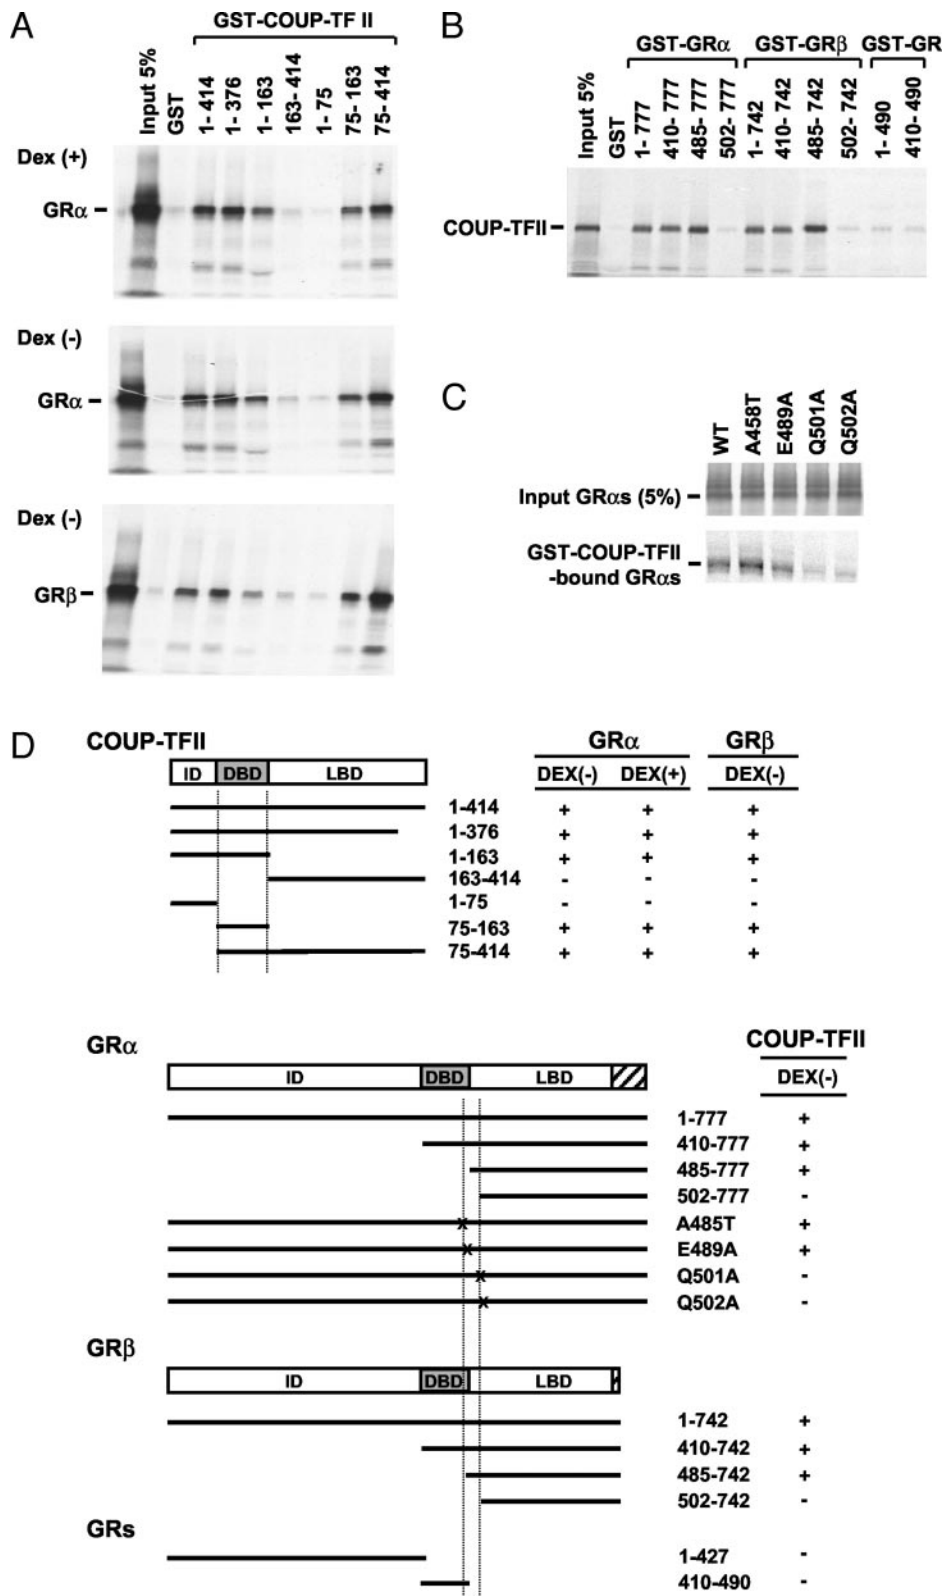 A
GST-COUP-TF II
Input 5%
GST
1- 414
1- 376
1- 163
163- 414
1- 75
75- 163
75- 414
Dex (+)
GRα
Dex (-)
GRα
Dex (-)
GRβ
B
GST-GRα GST-GRβ GST-GR
Input 5%
GST
1- 777
410- 777
485- 777
502- 777
1- 742
410- 742
485- 742
502- 742
1- 490
410- 490
COUP-TFII
C
WT
A458T
E489A
Q501A
Q502A
Input GRαs (5%)
GST-COUP-TFII
-bound GRαs
D
COUP-TFII
GRα GRβ
ID DBD LBD
DEX(-) DEX(+) DEX(-)
1-414 + + +
1-376 + + +
1-163 + + +
163-414 - - -
1-75 - - -
75-163 + + +
75-414 + + +
GRα
COUP-TFII
ID DBD LBD
DEX(-)
1-777 +
410-777 +
485-777 +
502-777 -
x A485T +
x E489A +
x Q501A -
x Q502A -
GRβ
ID DBD LBD
1-742 +
410-742 +
485-742 +
502-742 -
GRs
1-427 -
410-490 -